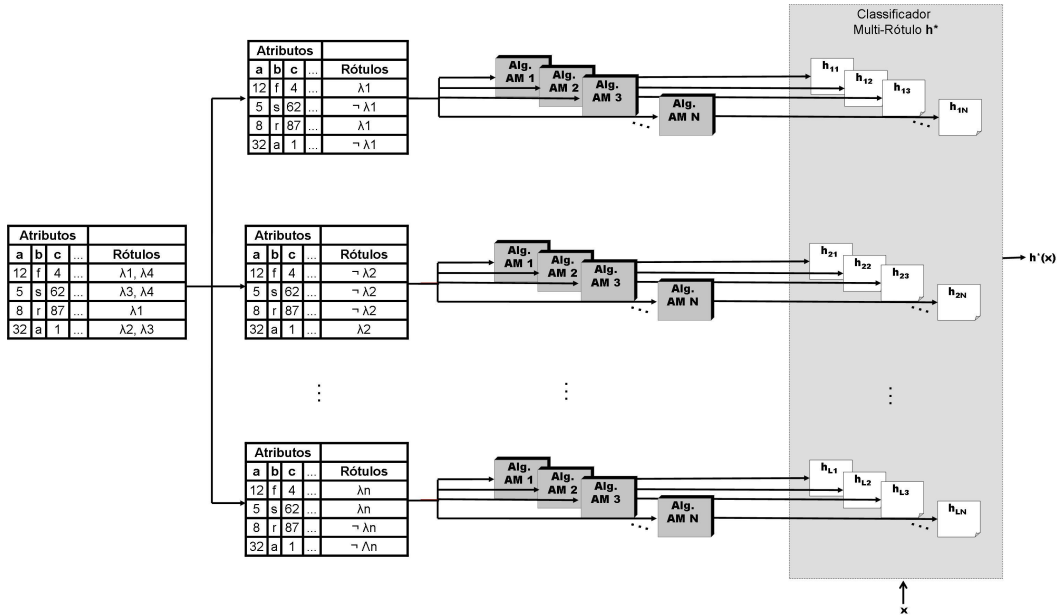 Classificador
Multi-Rótulo h*
Atributos
a b c ... Rótulos
12 f 4 ... λ1
5 s 62 ... ¬ λ1
8 r 87 ... λ1
32 a 1 ... ¬ λ1
Alg. AM 1
Alg. AM 2
Alg. AM 3
...
Alg. AM N
h11
h12
h13
...
h1N
Atributos
a b c ... Rótulos
12 f 4 ... λ1, λ4
5 s 62 ... λ3, λ4
8 r 87 ... λ1
32 a 1 ... λ2, λ3
Atributos
a b c ... Rótulos
12 f 4 ... ¬ λ2
5 s 62 ... ¬ λ2
8 r 87 ... ¬ λ2
32 a 1 ... λ2
Alg. AM 1
Alg. AM 2
Alg. AM 3
...
Alg. AM N
h21
h22
h23
...
h2N
h*(x)
⋮ ⋮ ⋮
Atributos
a b c ... Rótulos
12 f 4 ... λn
5 s 62 ... λn
8 r 87 ... ¬ λn
32 a 1 ... ¬ Λn
Alg. AM 1
Alg. AM 2
Alg. AM 3
...
Alg. AM N
hL1
hL2
hL3
...
hLN
x